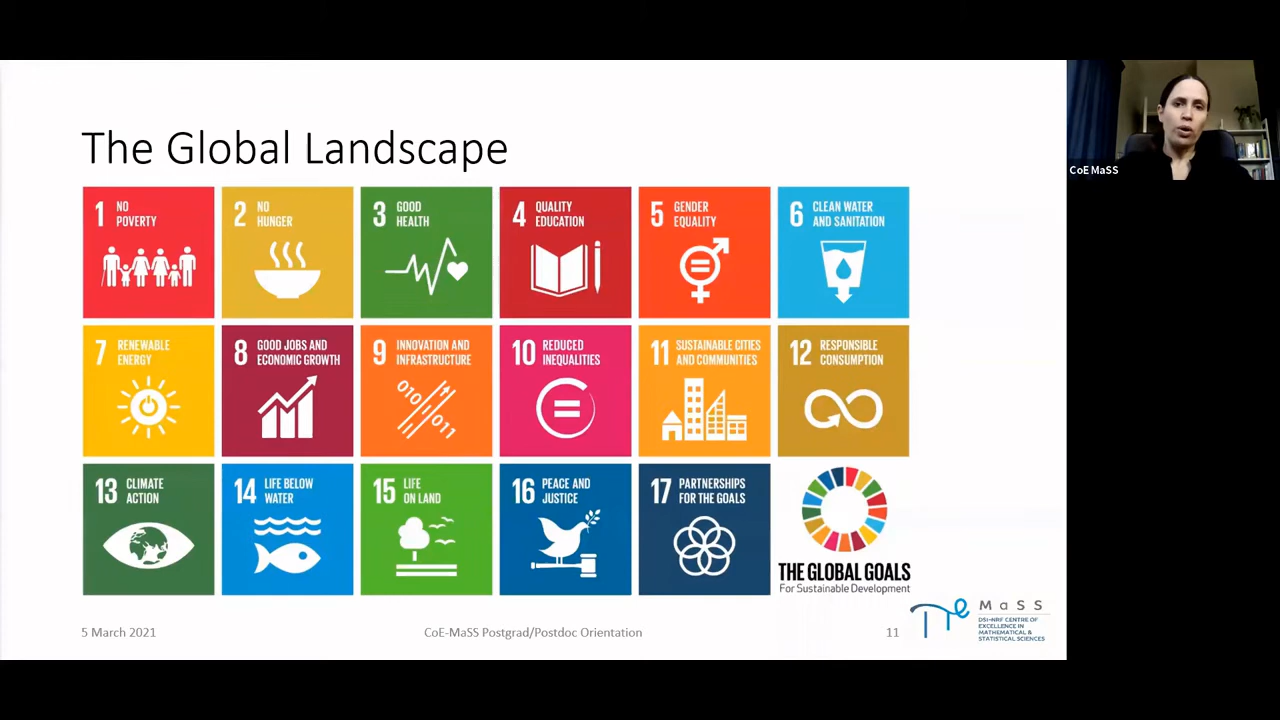 The Global Landscape
1 NO
POVERTY
2 NO
HUNGER
3 GOOD
HEALTH
4 QUALITY
EDUCATION
5 GENDER
EQUALITY
6 CLEAN WATER
AND SANITATION
7 RENEWABLE
ENERGY
8 GOOD JOBS AND
ECONOMIC GROWTH
9 INNOVATION AND
INFRASTRUCTURE
010
1
011
10 REDUCED
INEQUALITIES
11 SUSTAINABLE CITIES
AND COMMUNITIES
12 RESPONSIBLE
CONSUMPTION
13 CLIMATE
ACTION
14 LIFE BELOW
WATER
15 LIFE
ON LAND
16 PEACE AND
JUSTICE
17 PARTNERSHIPS
FOR THE GOALS
THE GLOBAL GOALS
For Sustainable Development
5 March 2021
CoE-MaSS Postgrad/Postdoc Orientation
11
MaSS
DSI-NRF CENTRE OF
EXCELLENCE IN
MATHEMATICAL &
STATISTICAL SCIENCES
CoE MaSS